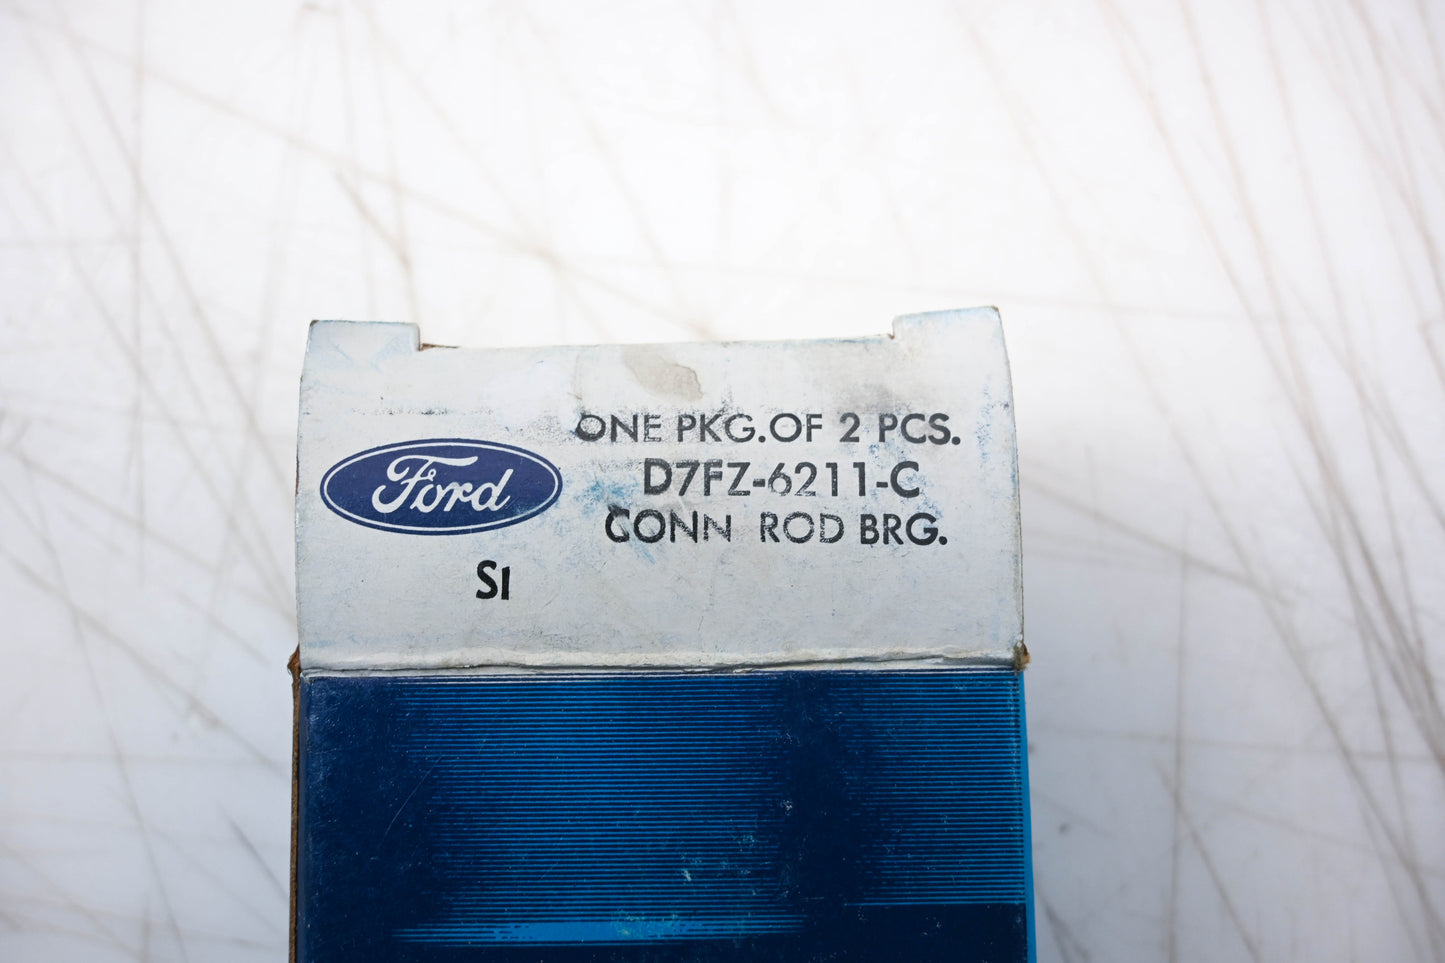 ONE PKG.OF 2 PCS.
Ford
D7FZ-6211-C
CONN ROD BRG.
S1